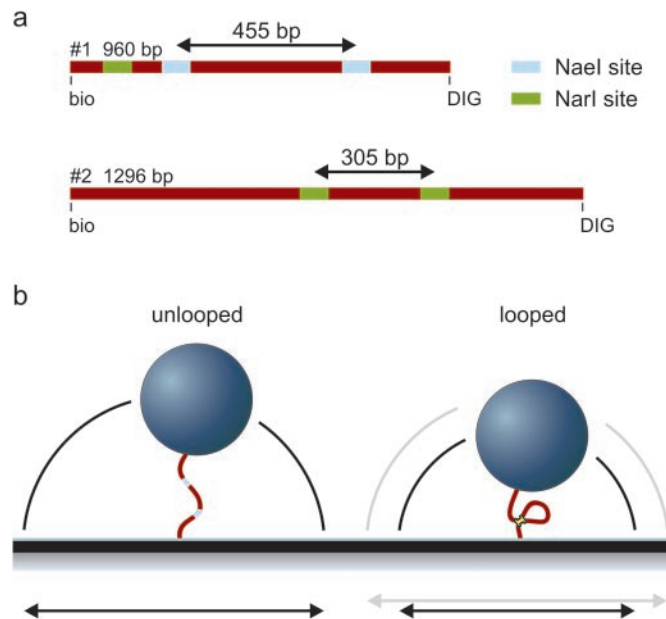 a
#1 960 bp
455 bp
bio
DIG
NaeI site
NarI site
#2 1296 bp
305 bp
bio
DIG
b
unlooped
looped